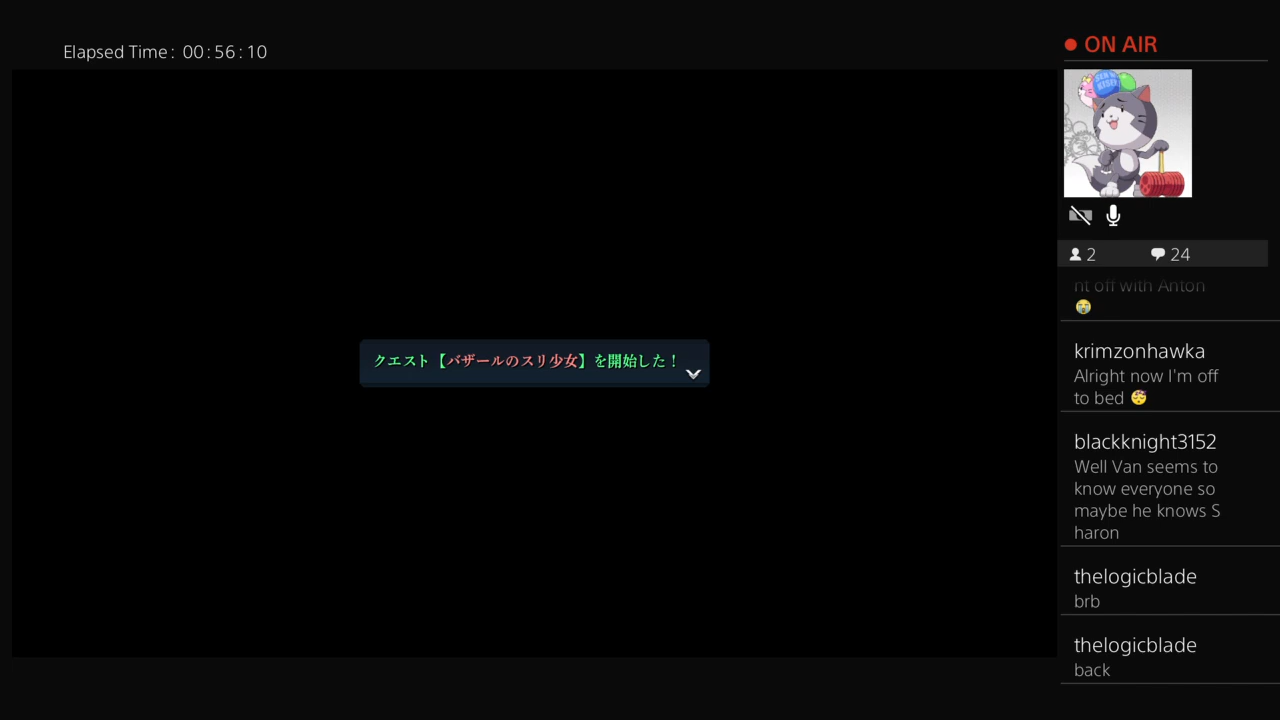 Elapsed Time: 00:56:10
ON AIR
2
24
nt off with Anton
😭
krimzonhawka
Alright now I'm off
to bed 😴
blackknight3152
Well Van seems to
know everyone so
maybe he knows S
haron
thelogicblade
brb
thelogicblade
back
クエスト【バザールのスリ少女】を開始した！